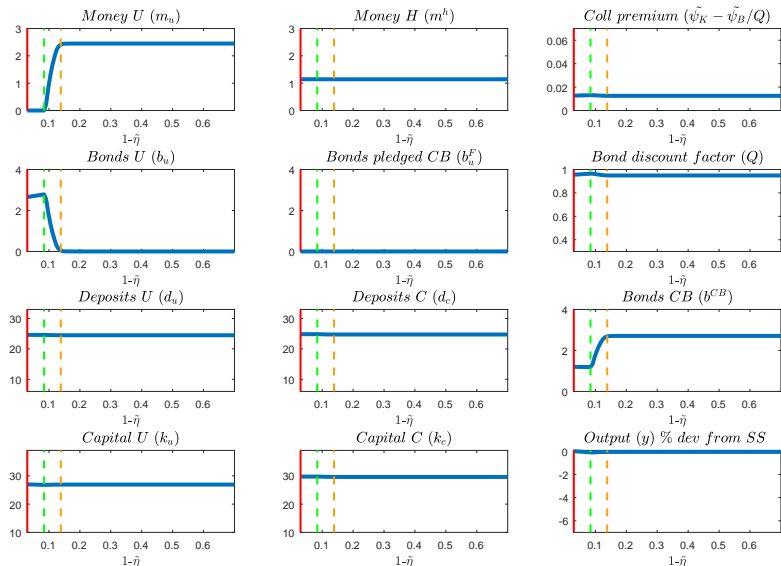 Money U (m_u)
3
2
1
0
0.1 0.2 0.3 0.4 0.5 0.6
1-η̃
Money H (m^h)
3
2
1
0
0.1 0.2 0.3 0.4 0.5 0.6
1-η̃
Coll premium (ψ̃_K − ψ̃_B/Q)
0.06
0.04
0.02
0
0.1 0.2 0.3 0.4 0.5 0.6
1-η̃
Bonds U (b_u)
4
2
0
0.1 0.2 0.3 0.4 0.5 0.6
1-η̃
Bonds pledged CB (b_u^F)
4
2
0
0.1 0.2 0.3 0.4 0.5 0.6
1-η̃
Bond discount factor (Q)
1
0.8
0.6
0.4
0.1 0.2 0.3 0.4 0.5 0.6
1-η̃
Deposits U (d_u)
30
20
10
0.1 0.2 0.3 0.4 0.5 0.6
1-η̃
Deposits C (d_c)
30
20
10
0.1 0.2 0.3 0.4 0.5 0.6
1-η̃
Bonds CB (b^{CB})
4
2
0
0.1 0.2 0.3 0.4 0.5 0.6
1-η̃
Capital U (k_u)
30
20
10
0.1 0.2 0.3 0.4 0.5 0.6
1-η̃
Capital C (k_c)
30
20
10
0.1 0.2 0.3 0.4 0.5 0.6
1-η̃
Output (y) % dev from SS
0
-2
-4
-6
0.1 0.2 0.3 0.4 0.5 0.6
1-η̃